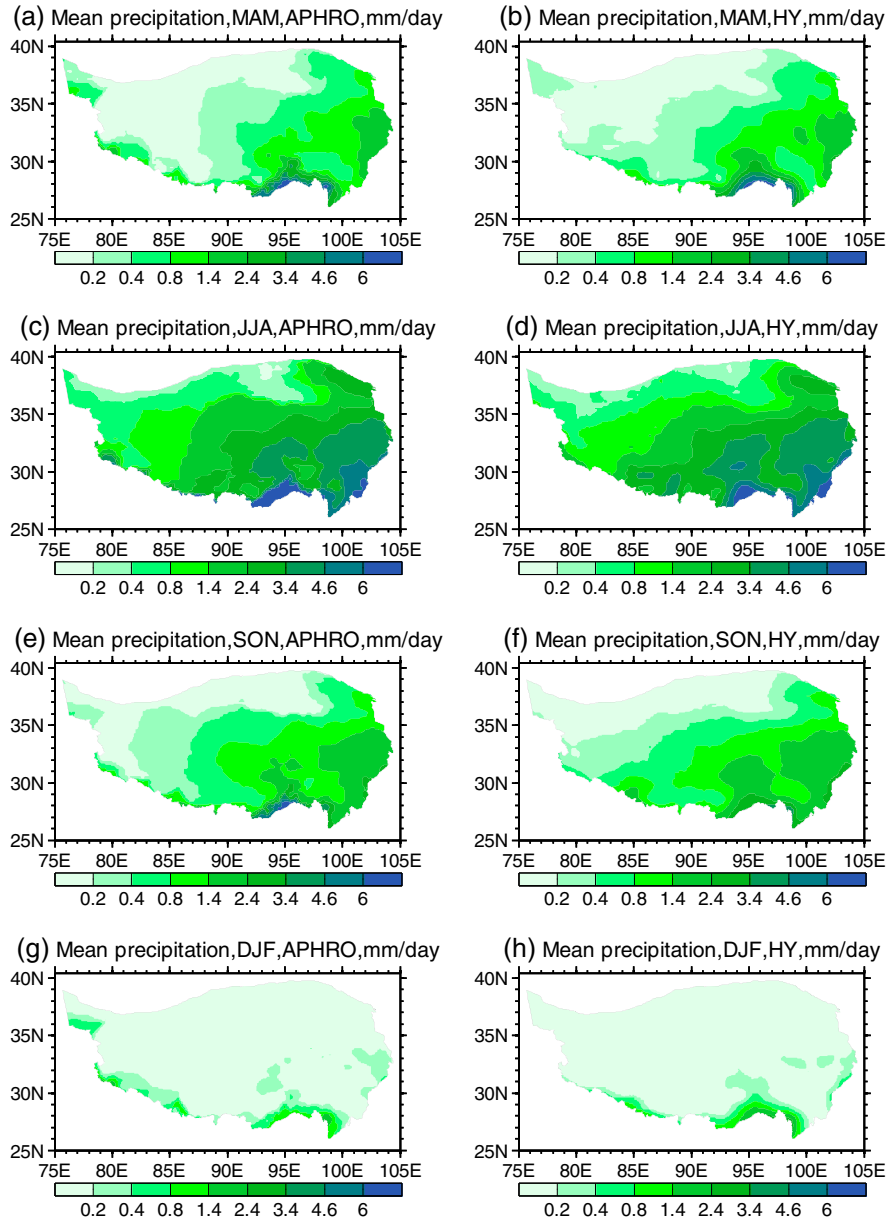 (a) Mean precipitation,MAM,APHRO,mm/day
40N
35N
30N
25N
75E 80E 85E 90E 95E 100E 105E
0.2 0.4 0.8 1.4 2.4 3.4 4.6 6
(b) Mean precipitation,MAM,HY,mm/day
40N
35N
30N
25N
75E 80E 85E 90E 95E 100E 105E
0.2 0.4 0.8 1.4 2.4 3.4 4.6 6
(c) Mean precipitation,JJA,APHRO,mm/day
40N
35N
30N
25N
75E 80E 85E 90E 95E 100E 105E
0.2 0.4 0.8 1.4 2.4 3.4 4.6 6
(d) Mean precipitation,JJA,HY,mm/day
40N
35N
30N
25N
75E 80E 85E 90E 95E 100E 105E
0.2 0.4 0.8 1.4 2.4 3.4 4.6 6
(e) Mean precipitation,SON,APHRO,mm/day
40N
35N
30N
25N
75E 80E 85E 90E 95E 100E 105E
0.2 0.4 0.8 1.4 2.4 3.4 4.6 6
(f) Mean precipitation,SON,HY,mm/day
40N
35N
30N
25N
75E 80E 85E 90E 95E 100E 105E
0.2 0.4 0.8 1.4 2.4 3.4 4.6 6
(g) Mean precipitation,DJF,APHRO,mm/day
40N
35N
30N
25N
75E 80E 85E 90E 95E 100E 105E
0.2 0.4 0.8 1.4 2.4 3.4 4.6 6
(h) Mean precipitation,DJF,HY,mm/day
40N
35N
30N
25N
75E 80E 85E 90E 95E 100E 105E
0.2 0.4 0.8 1.4 2.4 3.4 4.6 6